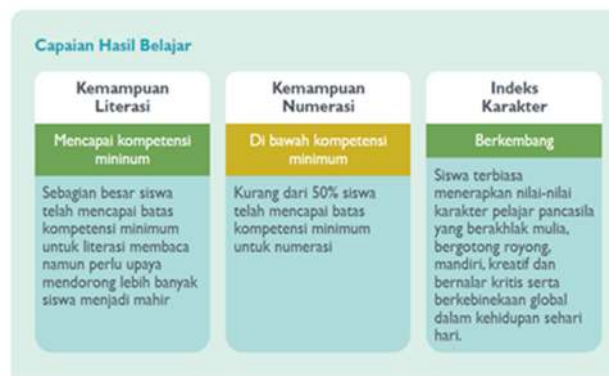 Capaian Hasil Belajar
Kemampuan
Literasi
Mencapai kompetensi
mininum
Sebagian besar siswa
telah mencapai batas
kompetensi minimum
untuk literasi membaca
namun perlu upaya
mendorong lebih banyak
siswa menjadi mahir
Kemampuan
Numerasi
Di bawah kompetensi
minimum
Kurang dari 50% siswa
telah mencapai batas
kompetensi minimum
untuk numerasi
Indeks
Karakter
Berkembang
Siswa terbiasa
menerapkan nilai-nilai
karakter pelajar pancasila
yang berakhlak mulia,
bergotong royong,
mandiri, kreatif dan
bernalar kritis serta
berkebinekaan global
dalam kehidupan sehari
hari.